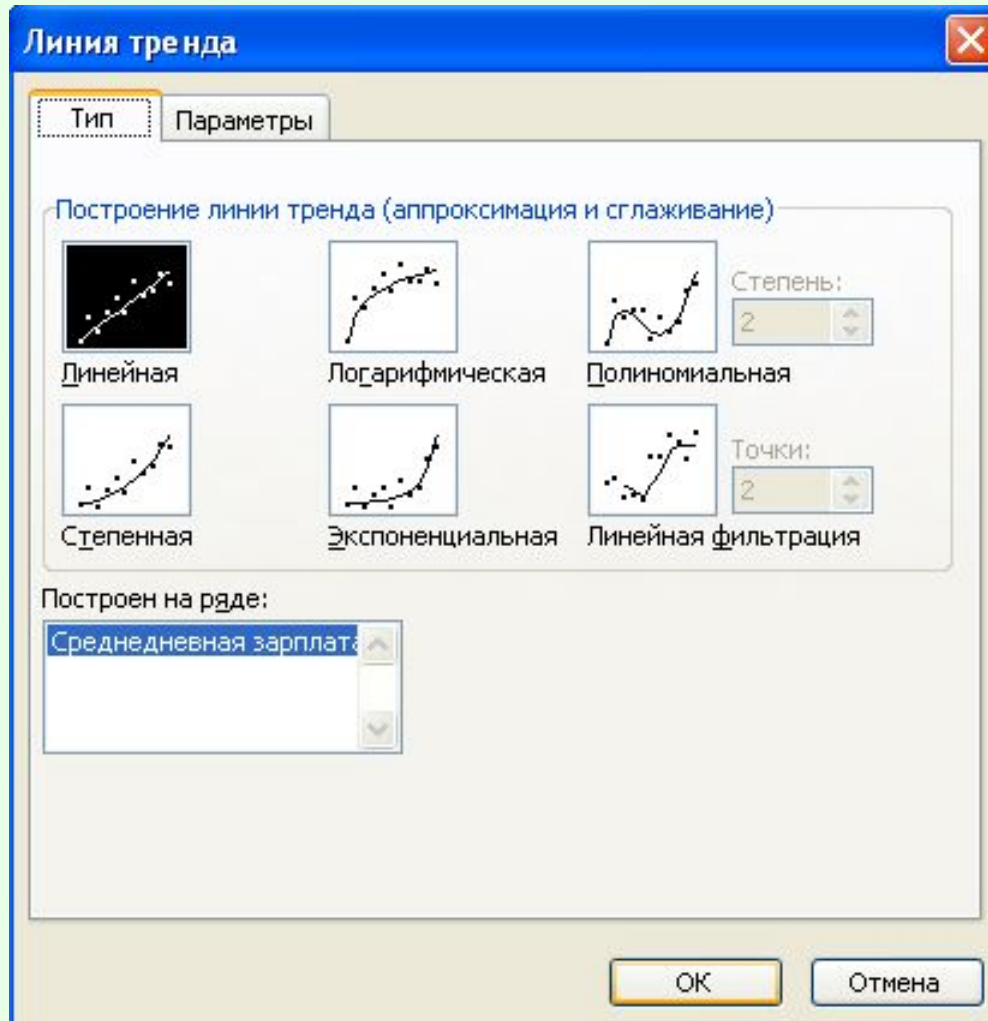 Линия тренда
Тип Параметры
Построение линии тренда (аппроксимация и сглаживание)
Степень:
2
Линейная Логарифмическая Полиномиальная
Точки:
2
Степенная Экспоненциальная Линейная фильтрация
Построен на ряде:
Среднедневная зарплата
ОК Отмена